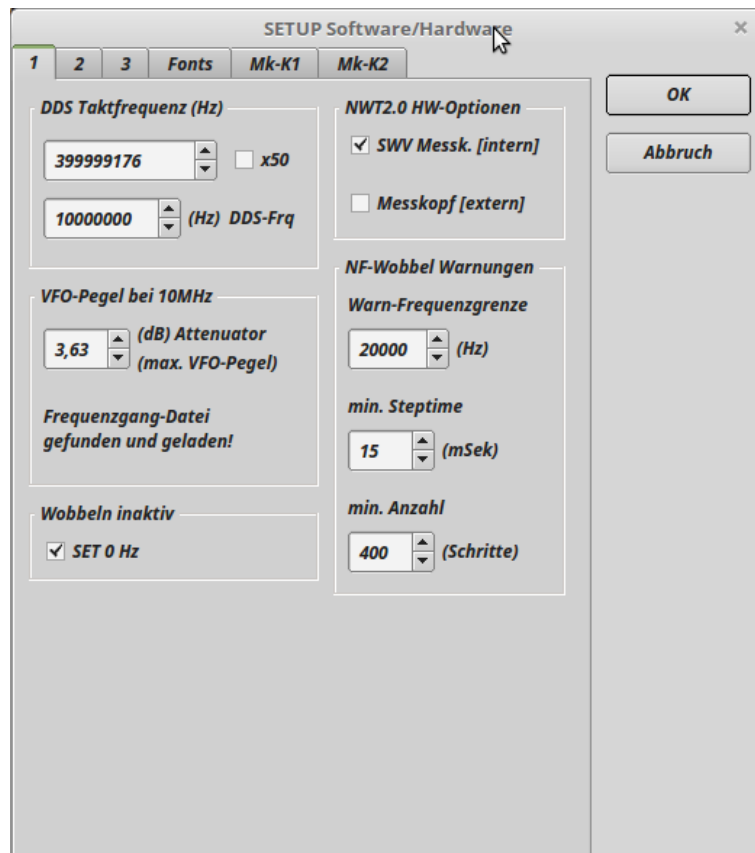 SETUP Software/Hardware
1 2 3 Fonts Mk-K1 Mk-K2
OK
Abbruch
DDS Taktfrequenz (Hz)
399999176 x50
10000000 (Hz) DDS-Frq
VFO-Pegel bei 10MHz
3,63 (dB) Attenuator
(max. VFO-Pegel)
Frequenzgang-Datei
gefunden und geladen!
Wobbeln inaktiv
SET 0 Hz
NWT2.0 HW-Optionen
SWV Messk. [intern]
Messkopf [extern]
NF-Wobbel Warnungen
Warn-Frequenzgrenze
20000 (Hz)
min. Steptime
15 (mSek)
min. Anzahl
400 (Schritte)